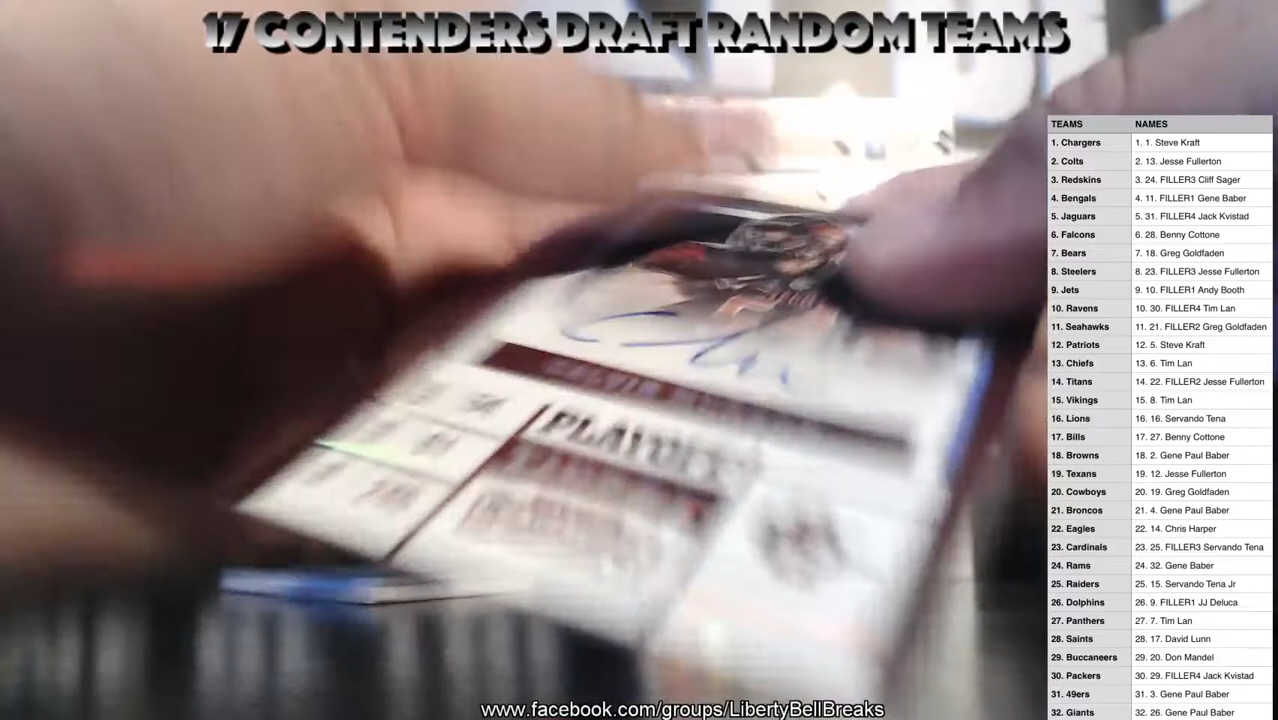 17 CONTENDERS DRAFT RANDOM TEAMS
TEAMS NAMES
1. Chargers 1. 1. Steve Kraft
2. Colts 2. 13. Jesse Fullerton
3. Redskins 3. 24. FILLER3 Cliff Sager
4. Bengals 4. 11. FILLER1 Gene Baber
5. Jaguars 5. 31. FILLER4 Jack Kvistad
6. Falcons 6. 28. Benny Cottone
7. Bears 7. 18. Greg Goldfaden
8. Steelers 8. 23. FILLER3 Jesse Fullerton
9. Jets 9. 10. FILLER1 Andy Booth
10. Ravens 10. 30. FILLER4 Tim Lan
11. Seahawks 11. 21. FILLER2 Greg Goldfaden
12. Patriots 12. 5. Steve Kraft
13. Chiefs 13. 6. Tim Lan
14. Titans 14. 22. FILLER2 Jesse Fullerton
15. Vikings 15. 8. Tim Lan
16. Lions 16. 16. Servando Tena
17. Bills 17. 27. Benny Cottone
18. Browns 18. 2. Gene Paul Baber
19. Texans 19. 12. Jesse Fullerton
20. Cowboys 20. 19. Greg Goldfaden
21. Broncos 21. 4. Gene Paul Baber
22. Eagles 22. 14. Chris Harper
23. Cardinals 23. 25. FILLER3 Servando Tena
24. Rams 24. 32. Gene Baber
25. Raiders 25. 15. Servando Tena Jr
26. Dolphins 26. 9. FILLER1 JJ Deluca
27. Panthers 27. 7. Tim Lan
28. Saints 28. 17. David Lunn
29. Buccaneers 29. 20. Don Mandel
30. Packers 30. 29. FILLER4 Jack Kvistad
31. 49ers 31. 3. Gene Paul Baber
32. Giants 32. 26. Gene Paul Baber
PLAYOFF
www.facebook.com/groups/LibertyBellBreaks